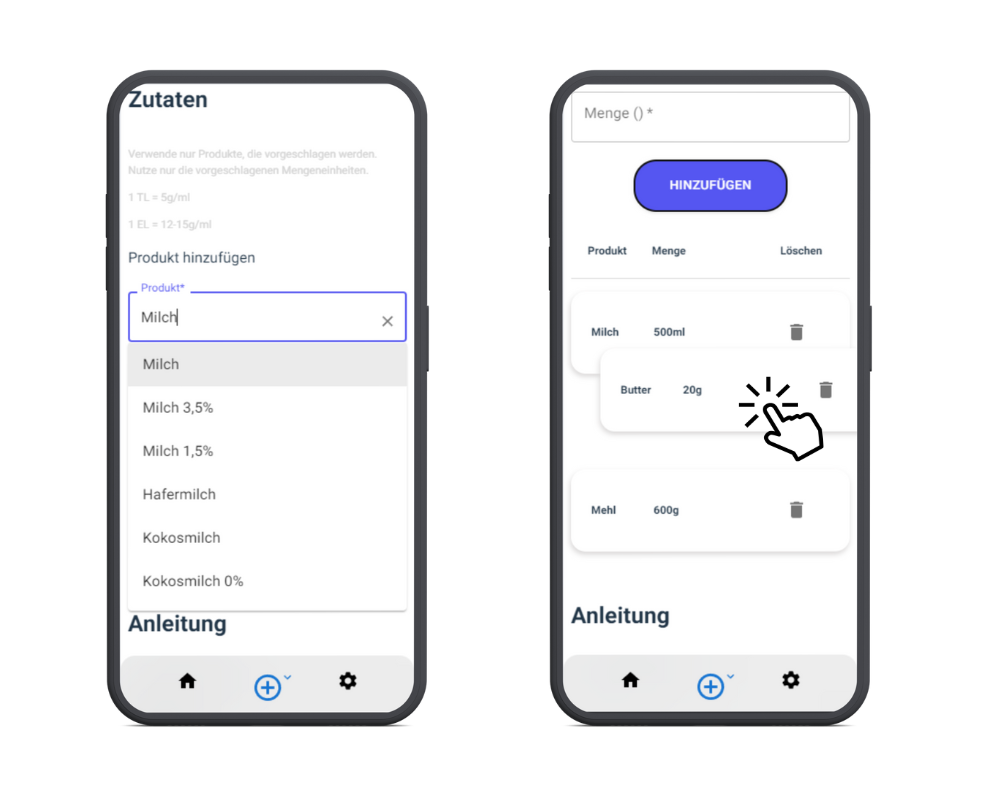 Zutaten
Verwende nur Produkte, die vorgeschlagen werden.
Nutze nur die vorgeschlagenen Mengeneinheiten.
1 TL = 5g/ml
1 EL = 12-15g/ml
Produkt hinzufügen
Produkt*
Milch
Milch
Milch 3,5%
Milch 1,5%
Hafermilch
Kokosmilch
Kokosmilch 0%
Anleitung
Menge () *
HINZUFÜGEN
Produkt Menge Löschen
Milch 500ml
Butter 20g
Mehl 600g
Anleitung